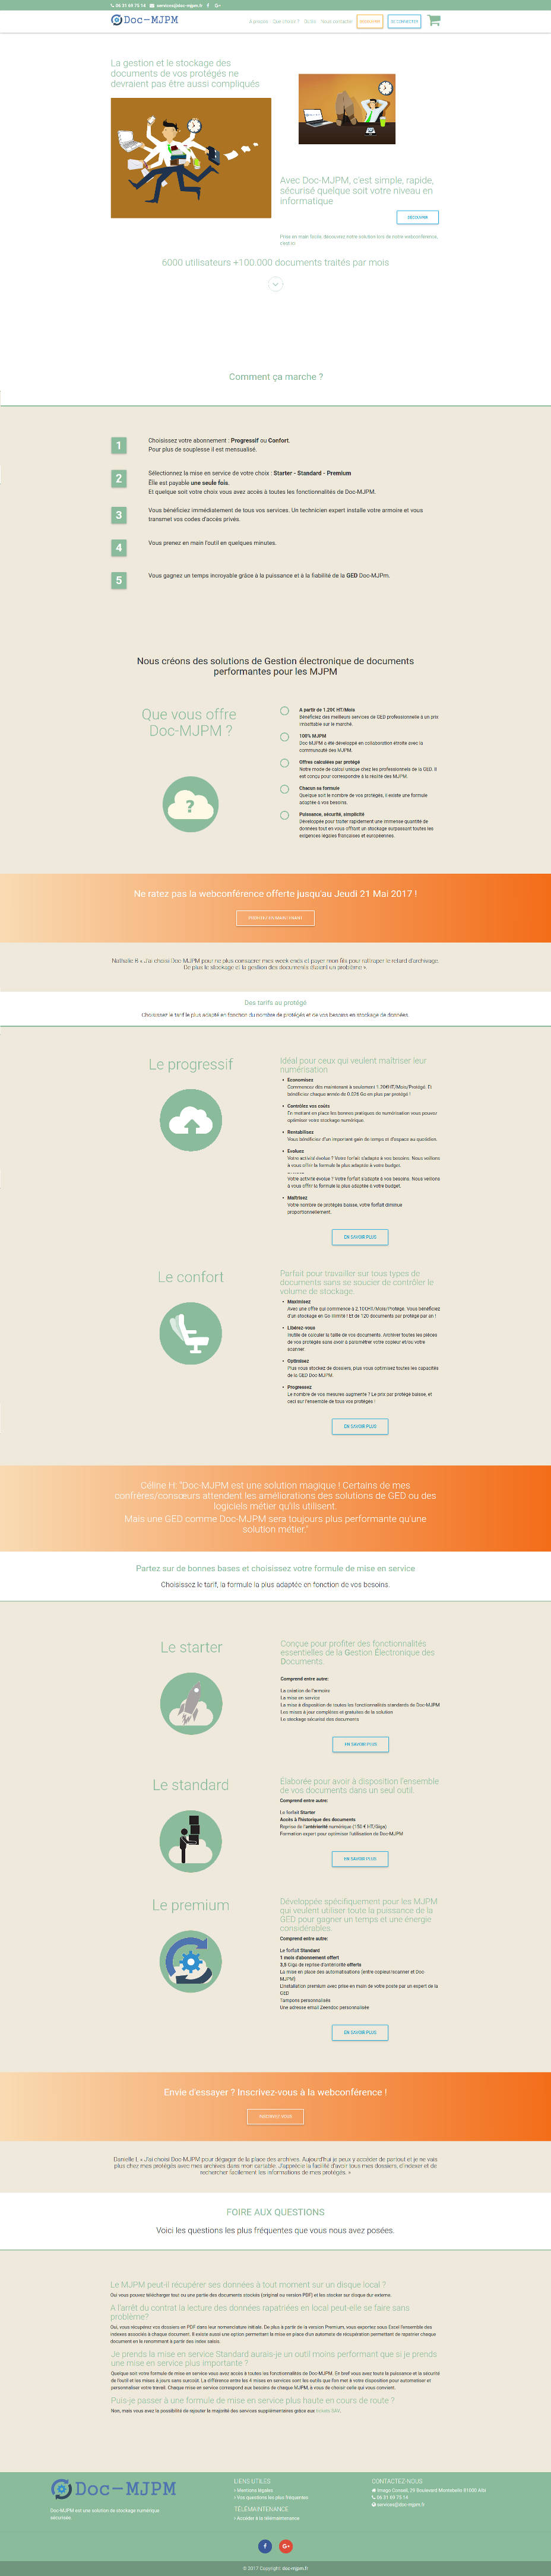 06 31 69 75 14 services@doc-mjpm.fr
Doc-MJPM
A propos Que choisir ? Nous contacter
La gestion et le stockage des
documents de vos protégés ne
devraient pas être aussi compliqués
Avec Doc-MJPM, c'est simple, rapide,
sécurisé quelque soit votre niveau en
informatique
DÉCOUVRIR
Prise en main facile, découvrez notre solution lors de notre webconférence,
c'est ici.
6000 utilisateurs +100.000 documents traités par mois
Comment ça marche ?
1
Choisissez votre abonnement : Progressif ou Confort.
Pour plus de souplesse il est mensualisé.
2
Sélectionnez la mise en service de votre choix : Starter - Standard - Premium
Elle est payable une seule fois.
Et quelque soit votre choix vous avez accès à toutes les fonctionnalités de Doc-MJPM.
3
Vous bénéficiez immédiatement de tous vos services. Un technicien expert installe votre armoire et vous
transmet vos codes d'accès privés.
4
Vous prenez en main l'outil en quelques minutes.
5
Vous gagnez un temps incroyable grâce à la puissance et à la fiabilité de la GED Doc-MJPm.
Nous créons des solutions de Gestion électronique de documents
performantes pour les MJPM
Que vous offre
Doc-MJPM ?
?
A partir de 1.20€ HT/Mois
Bénéficiez des meilleurs services de GED professionnelle à un prix
imbattable sur le marché.
100% MJPM
Doc MJPM a été développé en collaboration étroite avec la
communauté des MJPM.
Offres calculées par protégé
Notre mode de calcul unique chez les professionnels de la GED. Il
est conçu pour correspondre à la réalité des MJPM.
Chacun sa formule
Quelque soit le nombre de vos protégés, il existe une formule
adaptée à vos besoins.
Puissance, sécurité, simplicité
Développée pour traiter rapidement une immense quantité de
données tout en vous offrant un stockage surpassant toutes les
exigences légales françaises et européennes.
Ne ratez pas la webconférence offerte jusqu'au Jeudi 21 Mai 2017 !
Nathalie B « J'ai choisi Doc MJPM pour ne plus consacrer mes week ends et payer mon fils pour rattraper le retard d'archivage.
De plus le stockage et la gestion des documents étaient un problème ».
Des tarifs au protégé
Choisissez le tarif le plus adapté en fonction du nombre de protégés et de vos besoins en stockage de données.
Le progressif
Idéal pour ceux qui veulent maîtriser leur
numérisation
Economisez
Commencez dès maintenant à seulement 1.20€HT/Mois/Protégé. Et
bénéficiez chaque année de 0.02€ Go en plus par protégé !
Contrôlez vos coûts
En mettant en place les bonnes pratiques de numérisation vous pouvez
optimiser votre stockage numérique.
Rentabilisez
Vous bénéficiez d'un important gain de temps et d'espace au quotidien.
Evoluez
Votre activité évolue ? Votre forfait s'adapte à vos besoins. Nous veillons
à vous offrir la formule la plus adaptée à votre budget.
Votre activité évolue ? Votre forfait s'adapte à vos besoins. Nous veillons
à vous offrir la formule la plus adaptée à votre budget.
Maîtrisez
Votre nombre de protégés baisse, votre forfait diminue
proportionnellement.
EN SAVOIR PLUS
Le confort
Parfait pour travailler sur tous types de
documents sans se soucier de contrôler le
volume de stockage.
Maximisez
Avec une offre qui commence à 2,10€HT/Mois/Protégé. Vous bénéficiez
d'un stockage en Go illimité ! Et de 120 documents par protégé par an !
Libérez-vous
Inutile de calculer la taille de vos documents. Archiver toutes les pièces
de vos protégés sans avoir à paramétrer votre copieur et/ou votre
scanner.
Optimisez
Plus vous stockez de dossiers, plus vous optimisez toutes les capacités
de la GED Doc-MJPM.
Progressez
Le nombre de vos mesures augmente ? Le prix par protégé baisse, et
ceci sur l'ensemble de tous vos protégés !
EN SAVOIR PLUS
Céline H: "Doc-MJPM est une solution magique ! Certains de mes
confrères/consœurs attendent les améliorations des solutions de GED ou des
logiciels métier qu'ils utilisent.
Mais une GED comme Doc-MJPM sera toujours plus performante qu'une
solution métier."
Partez sur de bonnes bases et choisissez votre formule de mise en service
Choisissez le tarif, la formule la plus adaptée en fonction de vos besoins.
Le starter
Conçue pour profiter des fonctionnalités
essentielles de la Gestion Électronique des
Documents.
Comprend entre autre:
La création de l'armoire
La mise en service
La mise à disposition de toutes les fonctionnalités standards de Doc-MJPM
Les mises à jour complètes et gratuites de la solution
Le stockage sécurisé des documents
EN SAVOIR PLUS
Le standard
Élaborée pour avoir à disposition l'ensemble
de vos documents dans un seul outil.
Comprend entre autre:
Le forfait Starter
Accès à l'historique des documents
Reprise de l'antériorité numérique (150 € HT/Giga)
Formation expert pour optimiser l'utilisation de Doc-MJPM
EN SAVOIR PLUS
Le premium
Développée spécifiquement pour les MJPM
qui veulent utiliser toute la puissance de la
GED pour gagner un temps et une énergie
considérables.
Comprend entre autre:
Le forfait Standard
1 mois d'abonnement offert
3,5 Giga de reprise d'antériorité offerts
La mise en place des automatisations (entre copieur/scanner et Doc-
MJPM)
L'installation premium avec prise en main de votre poste par un expert de la
GED
Tampons personnalisés
Une adresse email Zeendoc personnalisée
EN SAVOIR PLUS
Envie d'essayer ? Inscrivez-vous à la webconférence !
INSCRIVEZ-VOUS
Danielle L « J'ai choisi Doc MJPM pour dégager de la place des archives. Aujourd'hui je peux y accéder de partout et je ne vais
plus chez mes protégés avec mes archives dans mon cartable. J'apprécie la facilité d'avoir tous mes dossiers, d'indexer et de
rechercher facilement les informations de mes protégés. »
FOIRE AUX QUESTIONS
Voici les questions les plus fréquentes que vous nous avez posées.
Le MJPM peut-il récupérer ses données à tout moment sur un disque local ?
Oui vous pouvez télécharger tout ou une partie des documents stockés (original ou version PDF) et les stocker sur disque dur externe.
A l'arrêt du contrat la lecture des données rapatriées en local peut-elle se faire sans
problème?
Oui, vous récupérez vos dossiers en PDF dans leur nomenclature initiale. De plus à partir de la version Premium, vous exportez sous Excel l'ensemble des
indexes associés à chaque document. Il existe aussi une option permettant la mise en place d'un automate de récupération permettant de rapatrier chaque
document en le renommant à partir des index saisis.
Je prends la mise en service Standard aurais-je un outil moins performant que si je prends
une mise en service plus importante ?
Quelque soit votre formule de mise en service vous avez accès à toutes les fonctionnalités de Doc-MJPM. En bref vous avez toute la puissance et la sécurité
de l'outil et les mises à jours sans surcoût. La différence entre les 4 mises en services sont les outils que l'on met à votre disposition pour automatiser et
personnaliser votre travail. Chaque mise en service correspond aux besoins de chaque MJPM, à vous de choisir celle qui vous convient.
Puis-je passer à une formule de mise en service plus haute en cours de route ?
Non, mais vous avez la possibilité de rajouter la majorité des services supplémentaires grâce aux
Doc-MJPM
Doc-MJPM est une solution de stockage numérique
sécurisée.
LIENS UTILES
› Mentions légales
› Vos questions les plus fréquentes
TÉLÉMAINTENANCE
› Accéder à la télémaintenance
CONTACTEZ-NOUS
Image Conseil, 29 Boulevard Montebello 81000 Albi
06 31 69 75 14
services@doc-mjpm.fr
f
G+
© 2017 Copyright: doc-mjpm.fr